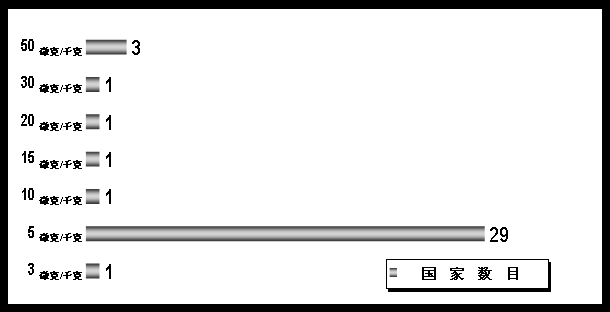 50 毫克/千克 3
30 毫克/千克 1
20 毫克/千克 1
15 毫克/千克 1
10 毫克/千克 1
5 毫克/千克 29
3 毫克/千克 1
国家数目